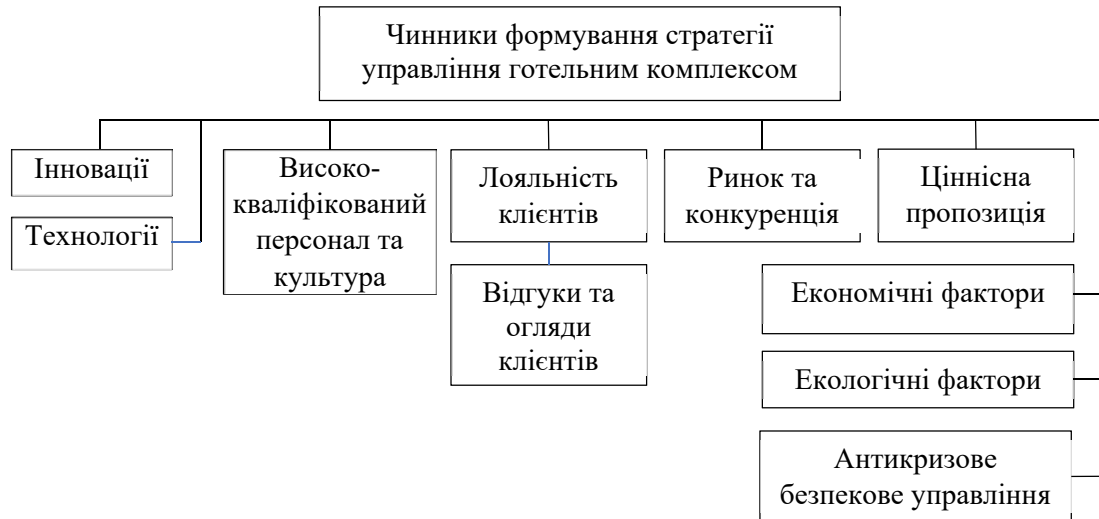 Чинники формування стратегії
управління готельним комплексом
Інновації
Технології
Високо-
кваліфікований
персонал та
культура
Лояльність
клієнтів
Відгуки та
огляди
клієнтів
Ринок та
конкуренція
Ціннісна
пропозиція
Економічні фактори
Екологічні фактори
Антикризове
безпекове управління